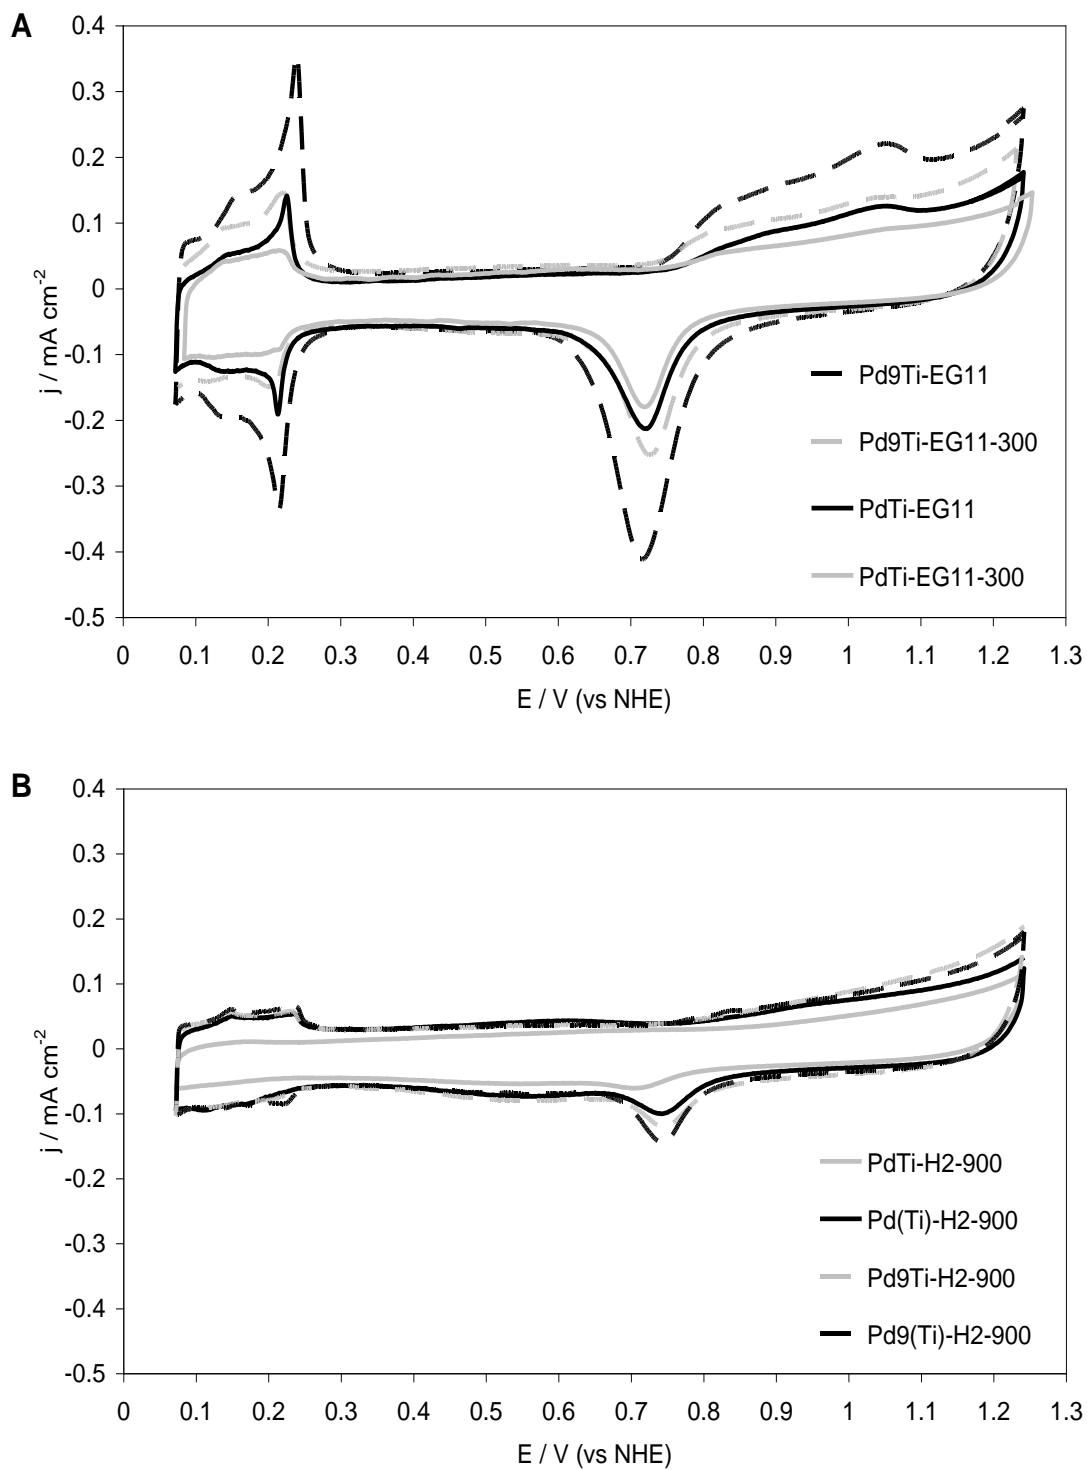 A
0.4
0.3
0.2
0.1
0
-0.1
-0.2
-0.3
-0.4
-0.5
j / mA cm-2
Pd9Ti-EG11
Pd9Ti-EG11-300
PdTi-EG11
PdTi-EG11-300
0 0.1 0.2 0.3 0.4 0.5 0.6 0.7 0.8 0.9 1 1.1 1.2 1.3
E / V (vs NHE)
B
0.4
0.3
0.2
0.1
0
-0.1
-0.2
-0.3
-0.4
-0.5
j / mA cm-2
PdTi-H2-900
Pd(Ti)-H2-900
Pd9Ti-H2-900
Pd9(Ti)-H2-900
0 0.1 0.2 0.3 0.4 0.5 0.6 0.7 0.8 0.9 1 1.1 1.2 1.3
E / V (vs NHE)